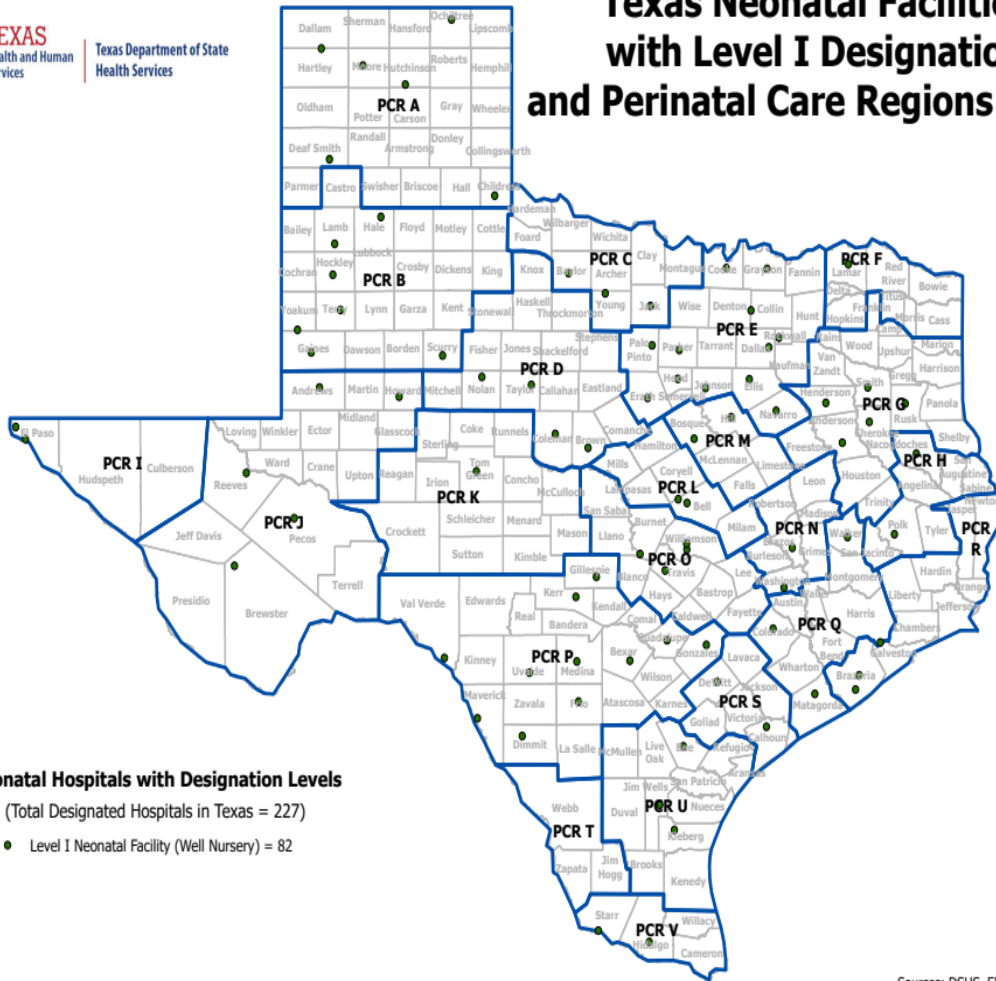 Texas Neonatal Facilitie
with Level I Designatio
and Perinatal Care Regions
EXAS
alth and Human
rvices
Texas Department of State
Health Services
Dallam
Sherman
Hansford
Ochiltree
Lipscomb
Hartley
Moore
Hutchinson
Roberts
Hemphill
PCR A
Oldham
Potter
Carson
Gray
Wheeler
Deaf Smith
Randall
Armstrong
Donley
Collingsworth
Parmer
Castro
Swisher
Briscoe
Hall
Childress
Bailey
Lamb
Hale
Floyd
Motley
Cottle
Hardeman
Foard
Wilbarger
Wichita
Cochran
Hockley
Lubbock
Crosby
Dickens
King
Knox
Baylor
PCR B
PCR C
Archer
Clay
Montague
Cooke
Grayson
Fannin
Lamar
PCR F
Red
River
Bowie
Delta
Titus
Franklin
Hopkins
Morris
Cass
Camp
Yoakum
Terry
Lynn
Garza
Kent
Stonewall
Haskell
Throckmorton
Young
Jack
Wise
Denton
Collin
Hunt
PCR E
Rockwall
Rains
Wood
Upshur
Marion
Harrison
Gaines
Dawson
Borden
Scurry
Fisher
Jones
Shackelford
Stephens
Palo
Pinto
Parker
Tarrant
Dallas
Kaufman
Van
Zandt
Smith
Gregg
PCR D
Andrews
Martin
Howard
Mitchell
Nolan
Taylor
Callahan
Eastland
Erath
Hood
Somervell
Johnson
Ellis
Henderson
PCR G
Rusk
Panola
El Paso
Hudspeth
Culberson
PCR I
Loving
Winkler
Ector
Midland
Glasscock
Sterling
Coke
Runnels
Coleman
Brown
Comanche
Hamilton
Bosque
Hill
Navarro
Freestone
Anderson
Cherokee
Nacogdoches
Shelby
Reeves
Ward
Crane
Upton
Reagan
Irion
Tom
Green
Concho
McCulloch
Mills
Lampasas
Coryell
McLennan
Limestone
Falls
Leon
Houston
Angelina
San
Augustine
Sabine
PCR M
PCR H
PCR K
PCR L
Bell
San Saba
Burnet
Milam
Robertson
Madison
Trinity
Polk
Tyler
Jasper
Newton
PCR
R
Jeff Davis
PCR J
Pecos
Crockett
Schleicher
Menard
Mason
Llano
Williamson
PCR N
Brazos
Grimes
Walker
San Jacinto
Hardin
Orange
Presidio
Brewster
Terrell
Sutton
Kimble
Gillespie
Blanco
PCR O
Travis
Hays
Bastrop
Lee
Burleson
Washington
Montgomery
Liberty
Jefferson
Val Verde
Edwards
Real
Kerr
Kendall
Bandera
Comal
Caldwell
Fayette
Austin
Waller
Harris
Chambers
PCR Q
Kinney
Uvalde
Medina
Bexar
Guadalupe
Gonzales
Lavaca
Colorado
Fort
Bend
Galveston
PCR P
Wilson
Wharton
Brazoria
Maverick
Zavala
Frio
Atascosa
Karnes
DeWitt
Jackson
Matagorda
PCR S
Goliad
Victoria
Calhoun
Dimmit
La Salle
McMullen
Live
Oak
Bee
Refugio
Aransas
San Patricio
Webb
Duval
Jim Wells
Nueces
PCR U
Kleberg
PCR T
Zapata
Jim
Hogg
Brooks
Kenedy
Starr
PCR V
Hidalgo
Willacy
Cameron
onatal Hospitals with Designation Levels
(Total Designated Hospitals in Texas = 227)
Level I Neonatal Facility (Well Nursery) = 82